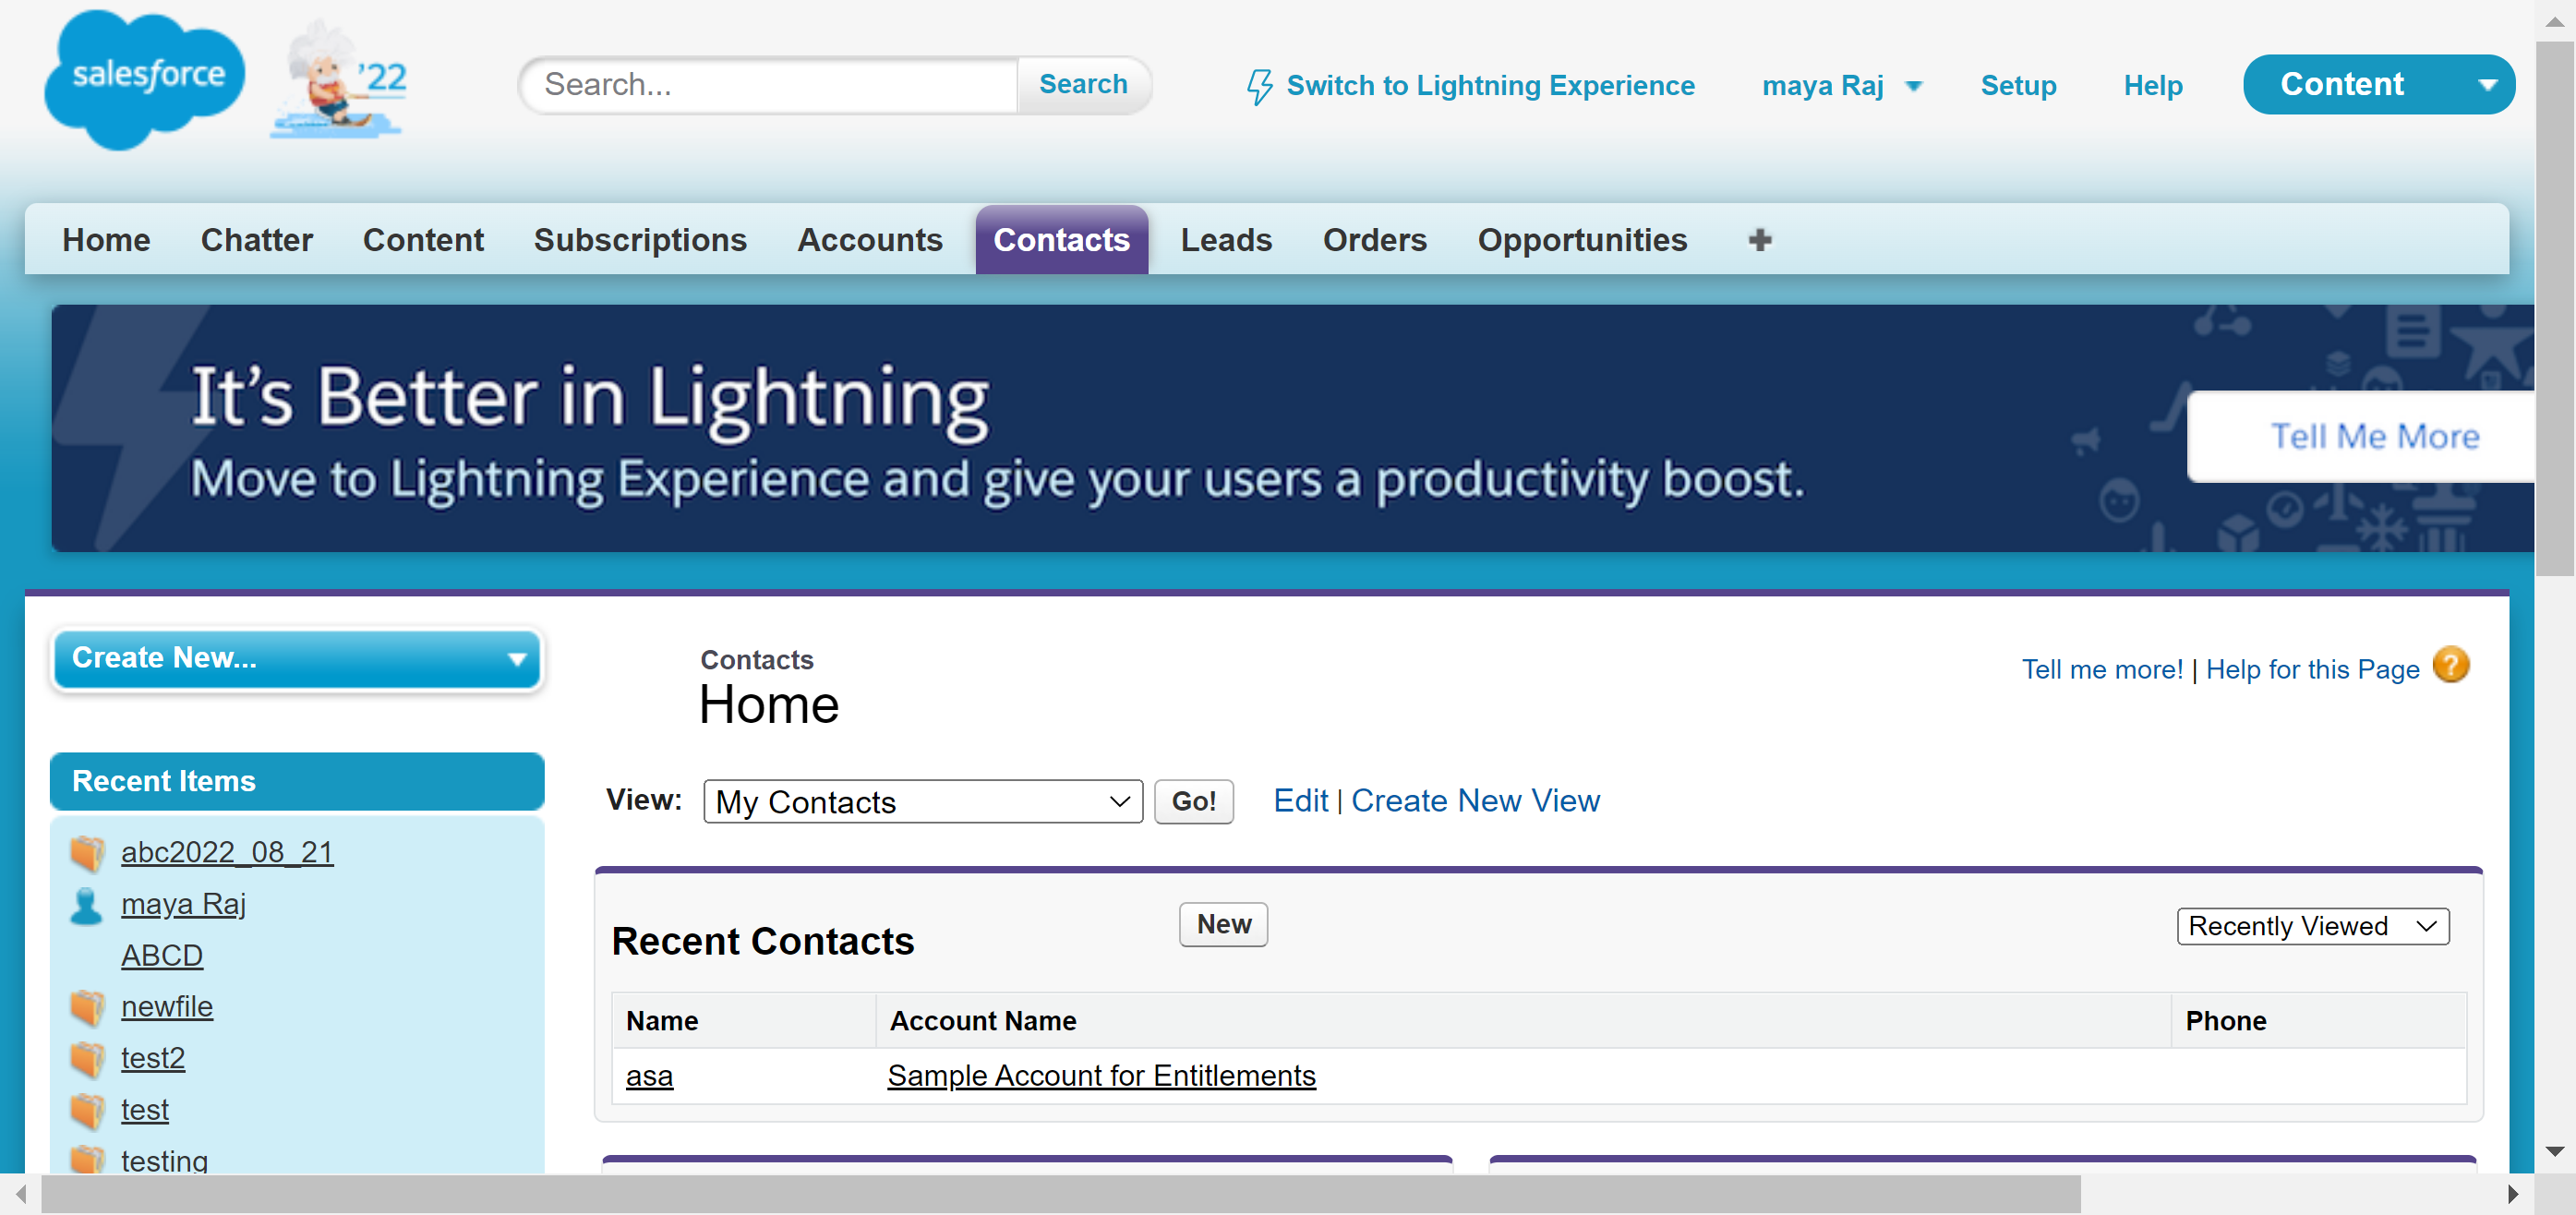 salesforce
'22
Search...
Search
Switch to Lightning Experience
maya Raj
Setup
Help
Content
Home
Chatter
Content
Subscriptions
Accounts
Contacts
Leads
Orders
Opportunities
It's Better in Lightning
Move to Lightning Experience and give your users a productivity boost.
Tell Me More
Create New...
Contacts
Home
Tell me more! | Help for this Page
?
Recent Items
View:
My Contacts
Go!
Edit | Create New View
abc2022_08_21
maya Raj
ABCD
newfile
test2
test
testing
Recent Contacts
New
Recently Viewed
Name
Account Name
Phone
asa
Sample Account for Entitlements